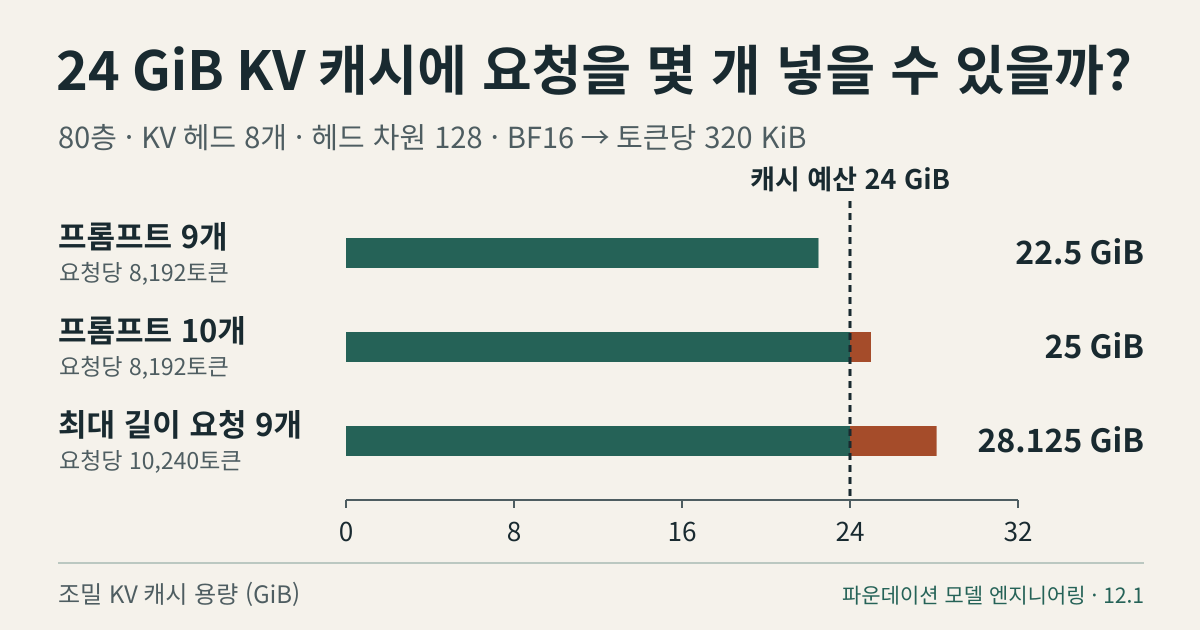 24 GiB KV 캐시에 요청을 몇 개 넣을 수 있을까?
80층 · KV 헤드 8개 · 헤드 차원 128 · BF16 → 토큰당 320 KiB
캐시 예산 24 GiB
프롬프트 9개
요청당 8,192토큰
22.5 GiB
프롬프트 10개
요청당 8,192토큰
25 GiB
최대 길이 요청 9개
요청당 10,240토큰
28.125 GiB
0 8 16 24 32
조밀 KV 캐시 용량 (GiB)
파운데이션 모델 엔지니어링 · 12.1